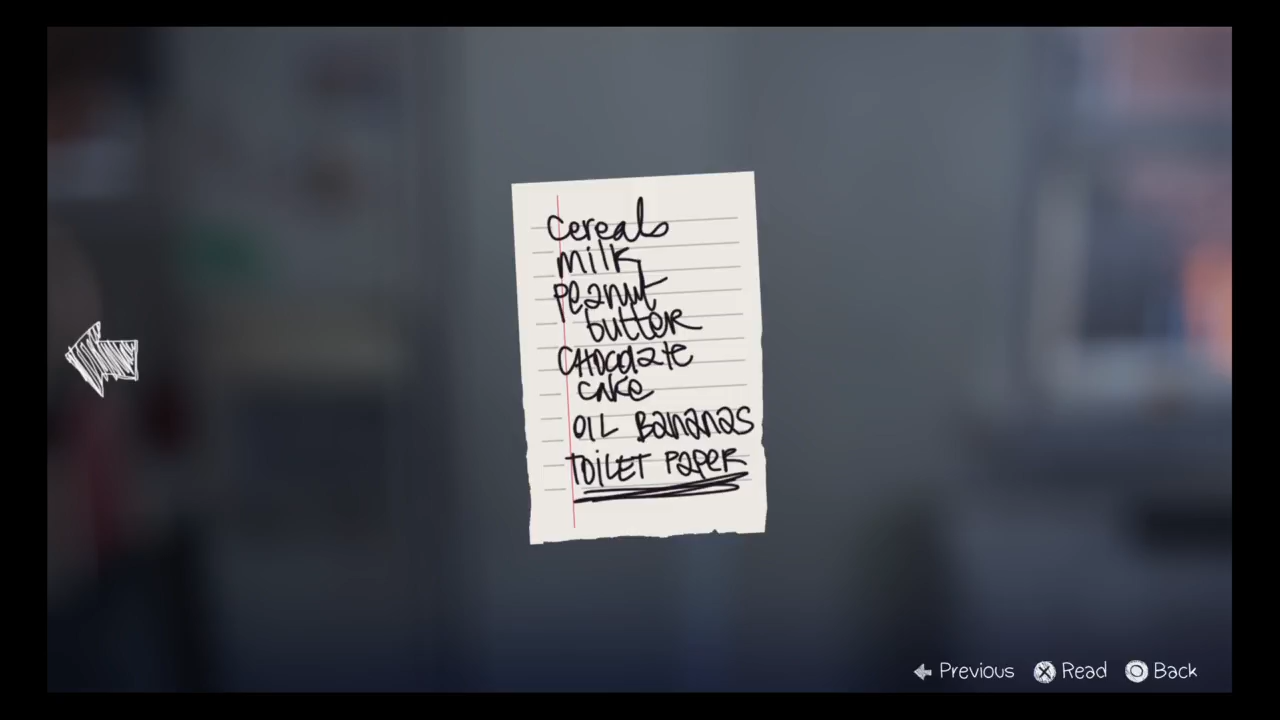 Cereals
milk
Peanut
butter
CHocolate
cake
OIL Bananas
TOILET PaPER
Previous Read Back